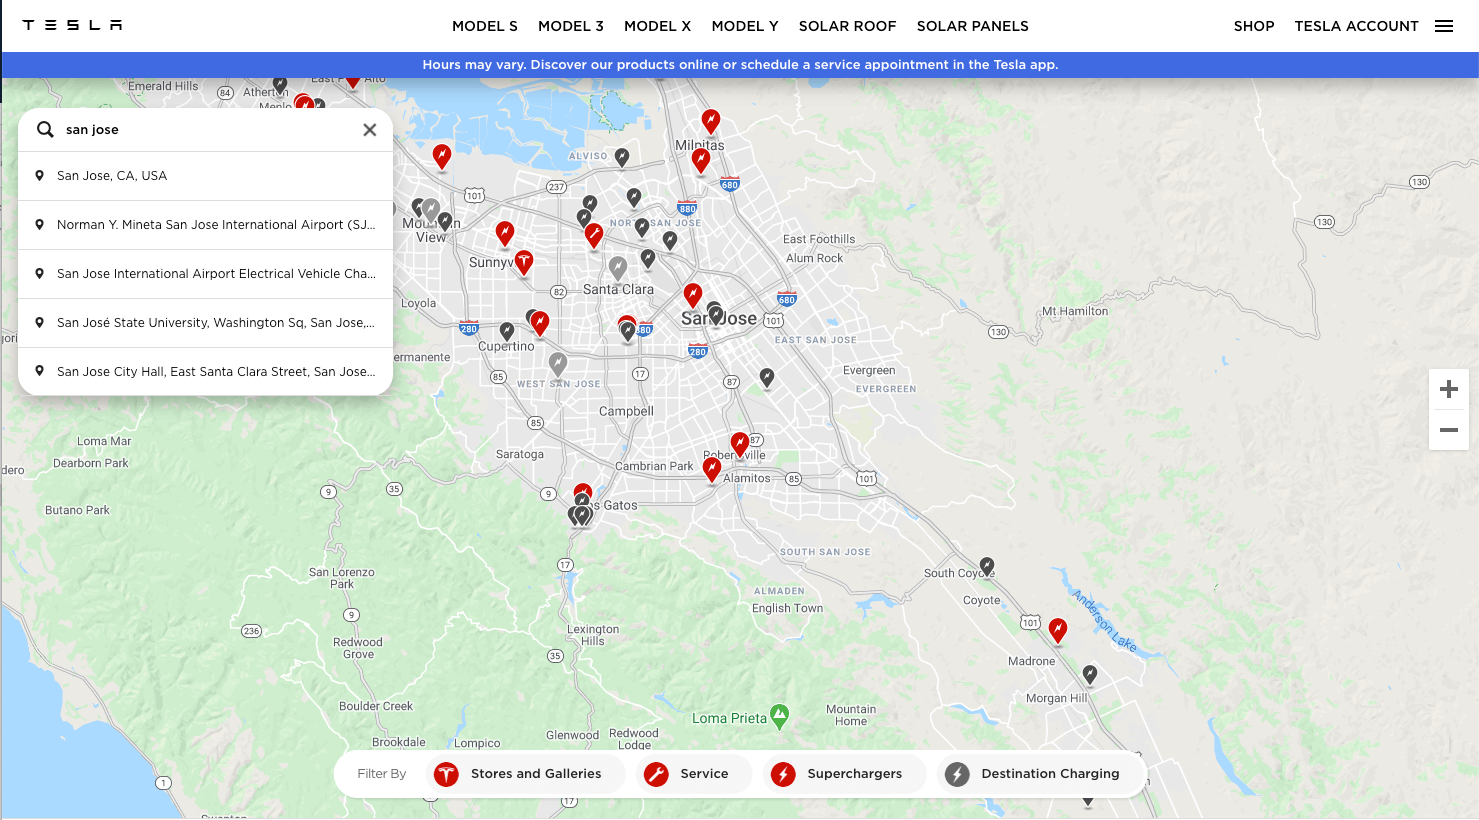 TESLA
MODEL S
MODEL 3
MODEL X
MODEL Y
SOLAR ROOF
SOLAR PANELS
SHOP
TESLA ACCOUNT
Hours may vary. Discover our products online or schedule a service appointment in the Tesla app.
san jose
San Jose, CA, USA
Norman Y. Mineta San Jose International Airport (SJ...
San Jose International Airport Electrical Vehicle Cha...
San José State University, Washington Sq, San Jose,...
San Jose City Hall, East Santa Clara Street, San Jose...
Emerald Hills
84
Atherton
Menlo
Milpitas
ALVISO
680
130
101
237
880
Mountain
View
NORTH SAN JOSE
130
East Foothills
Alum Rock
Sunnyv
Santa Clara
82
680
Loyola
Mt Hamilton
San Jose
101
280
880
130
EAST SAN JOSE
Cupertino
280
ermanente
85
WEST SAN JOSE
17
87
Evergreen
EVERGREEN
Campbell
85
87
Loma Mar
Saratoga
Dearborn Park
Cambrian Park
Alamitos
85
101
9
35
9
os Gatos
Butano Park
SOUTH SAN JOSE
17
San Lorenzo
Park
South Coyote
ALMADEN
English Town
Coyote
Anderson Lake
9
101
236
Lexington
Hills
Redwood
Grove
35
Madrone
Morgan Hill
Boulder Creek
Loma Prieta
Mountain
Home
Brookdale
Lompico
Glenwood
Redwood
Lodge
1
Filter By
Stores and Galleries
Service
Superchargers
Destination Charging
17